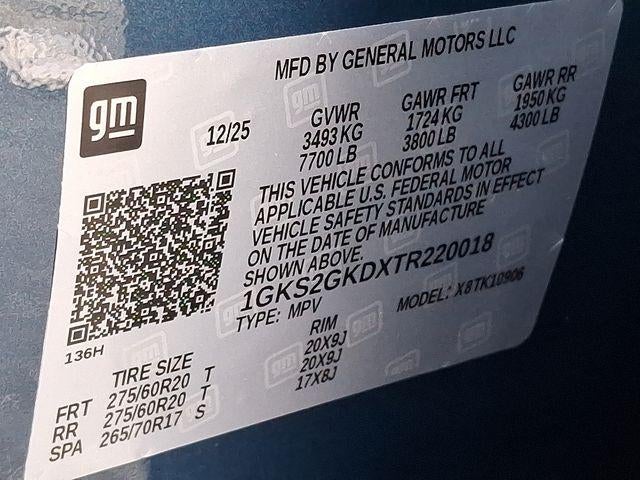 MFD BY GENERAL MOTORS LLC
gm
12/25
GVWR GAWR FRT GAWR RR
3493 KG 1724 KG 1950 KG
7700 LB 3800 LB 4300 LB
THIS VEHICLE CONFORMS TO ALL
APPLICABLE U.S. FEDERAL MOTOR
VEHICLE SAFETY STANDARDS IN EFFECT
ON THE DATE OF MANUFACTURE
SHOWN ABOVE.
1GKS2GKDXTR220018
TYPE: MPV MODEL: X8TK10906
136H
TIRE SIZE RIM
FRT 275/60R20 T 20X9J
RR 275/60R20 T 20X9J
SPA 265/70R17 S 17X8J